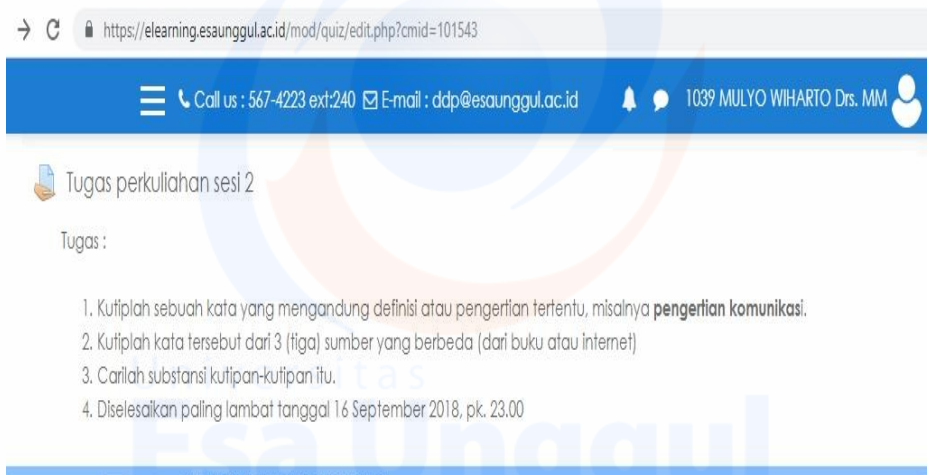 https://elearning.esaunggul.ac.id/mod/quiz/edit.php?cmid=101543
Call us : 567-4223 ext:240 E-mail : ddp@esaunggul.ac.id 1039 MULYO WIHARTO Drs. MM
Tugas perkuliahan sesi 2
Tugas :
1. Kutiplah sebuah kata yang mengandung definisi atau pengertian tertentu, misalnya pengertian komunikasi.
2. Kutiplah kata tersebut dari 3 (tiga) sumber yang berbeda (dari buku atau internet)
3. Carilah substansi kutipan-kutipan itu.
Universitas
4. Diselesaikan paling lambat tanggal 16 September 2018, pk. 23.00
Esa Unggul